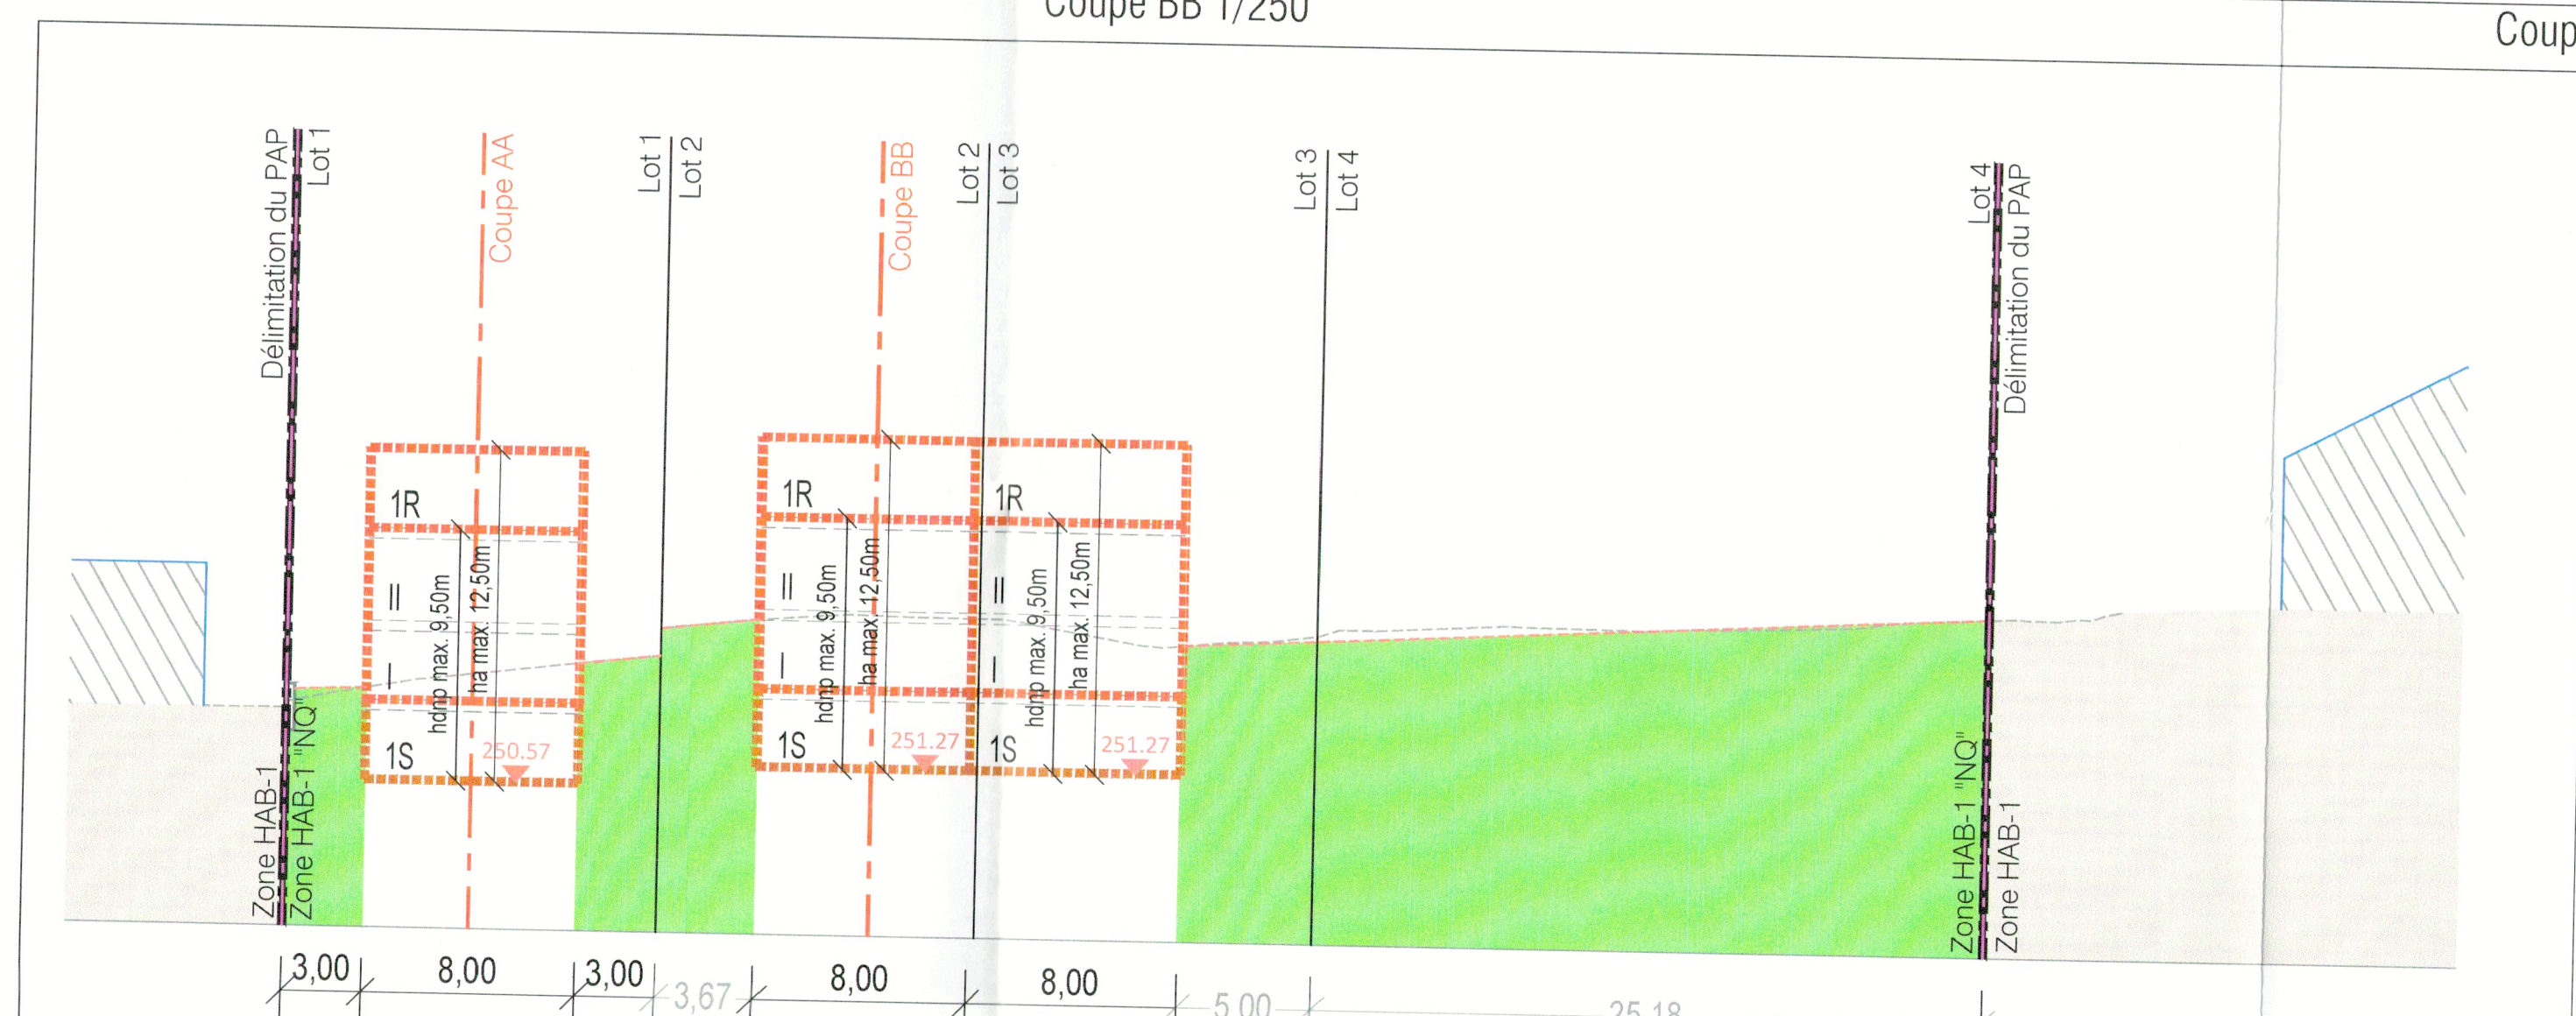 Coupe BB 1/250
Coup
Délimitation du PAP
Lot 1
Coupe AA
Lot 1
Lot 2
Coupe BB
Lot 2
Lot 3
Lot 3
Lot 4
Lot 4
Délimitation du PAP
1R
1R
1R
II
I
hdnp max. 9,50m
ha max. 12,50m
II
I
hdnp max. 9,50m
ha max. 12,50m
II
I
hdnp max. 9,50m
ha max. 12,50m
1S
250.57
1S
251.27
1S
251.27
Zone HAB-1
Zone HAB-1 "NQ"
Zone HAB-1 "NQ"
Zone HAB-1
3,00
8,00
3,00
3,67
8,00
8,00
5,00
25,18